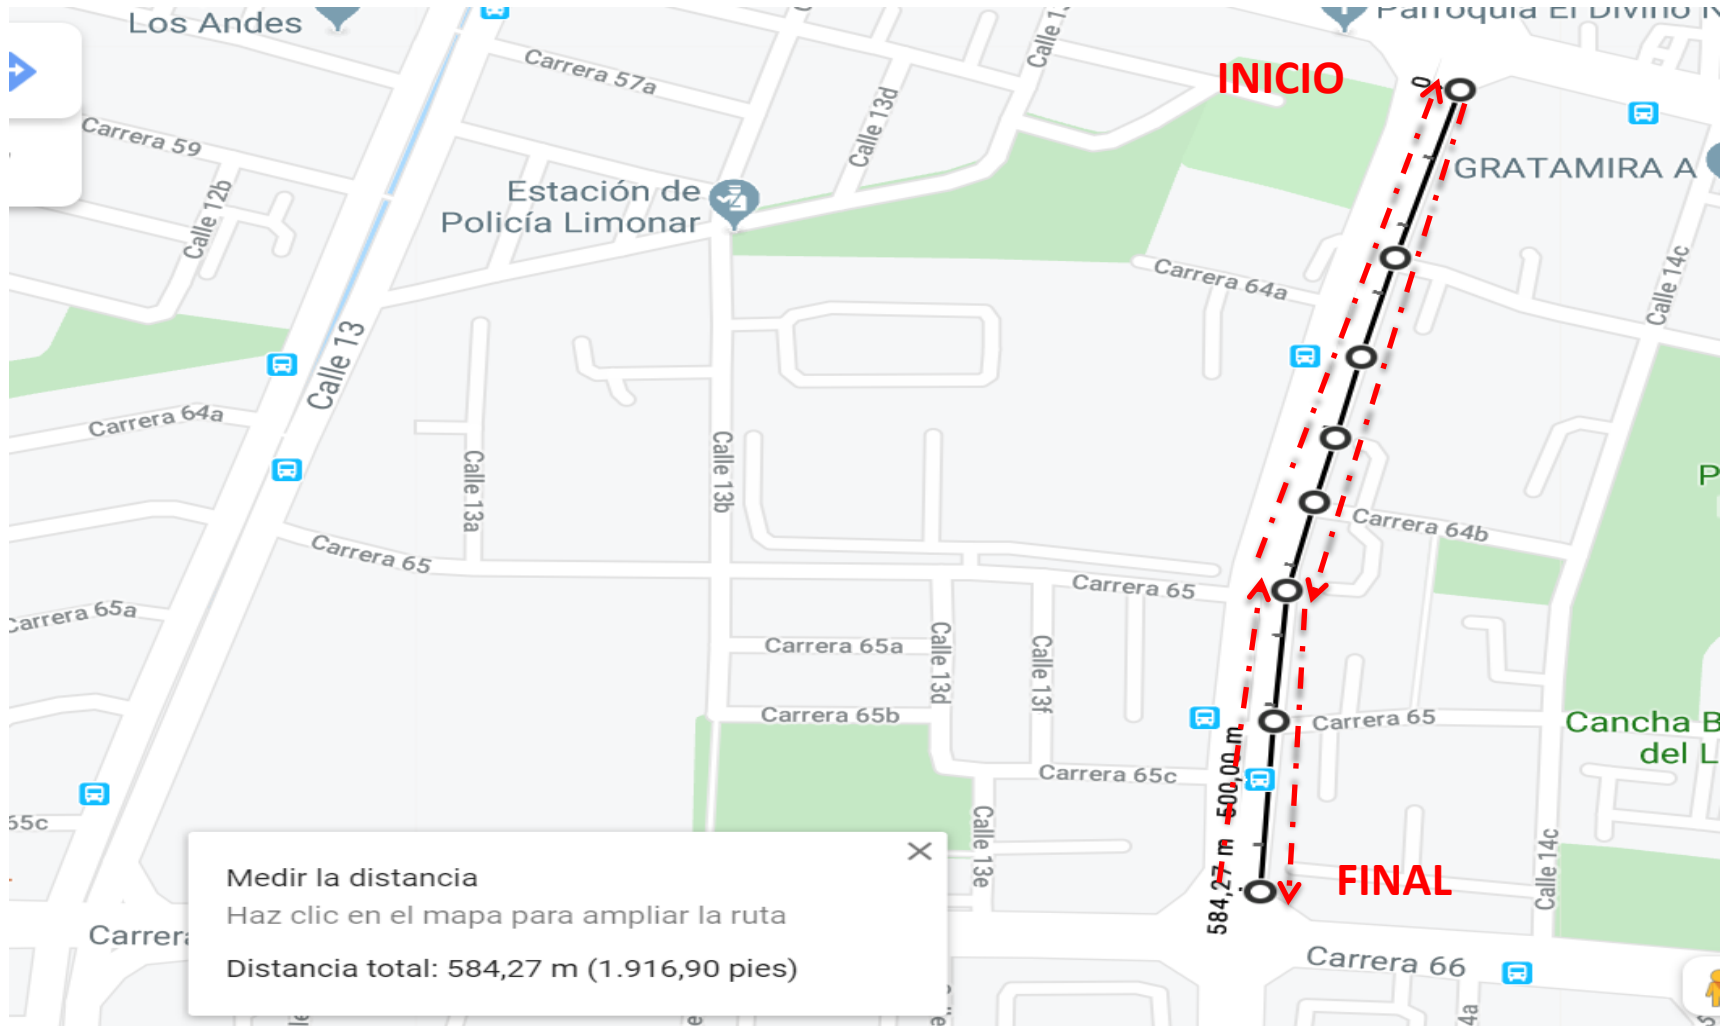 Los Andes
Parroquia El Divino
INICIO
0
Carrera 57a
Calle 13d
Carrera 59
Calle 12b
GRATAMIRA A
Estación de
Policía Limonar
Carrera 64a
Calle 14c
Calle 13
Carrera 64a
Calle 13a
Calle 13b
Carrera 64b
Carrera 65
Carrera 65
Carrera 65a
Carrera 65a
Calle 13d
Calle 13f
Carrera 65b
Carrera 65
Cancha B
del L
Carrera 65c
500,00 m
584,27 m
65c
Calle 13e
Calle 14c
FINAL
Medir la distancia
Haz clic en el mapa para ampliar la ruta
Distancia total: 584,27 m (1.916,90 pies)
Carrer
Carrera 66
4a